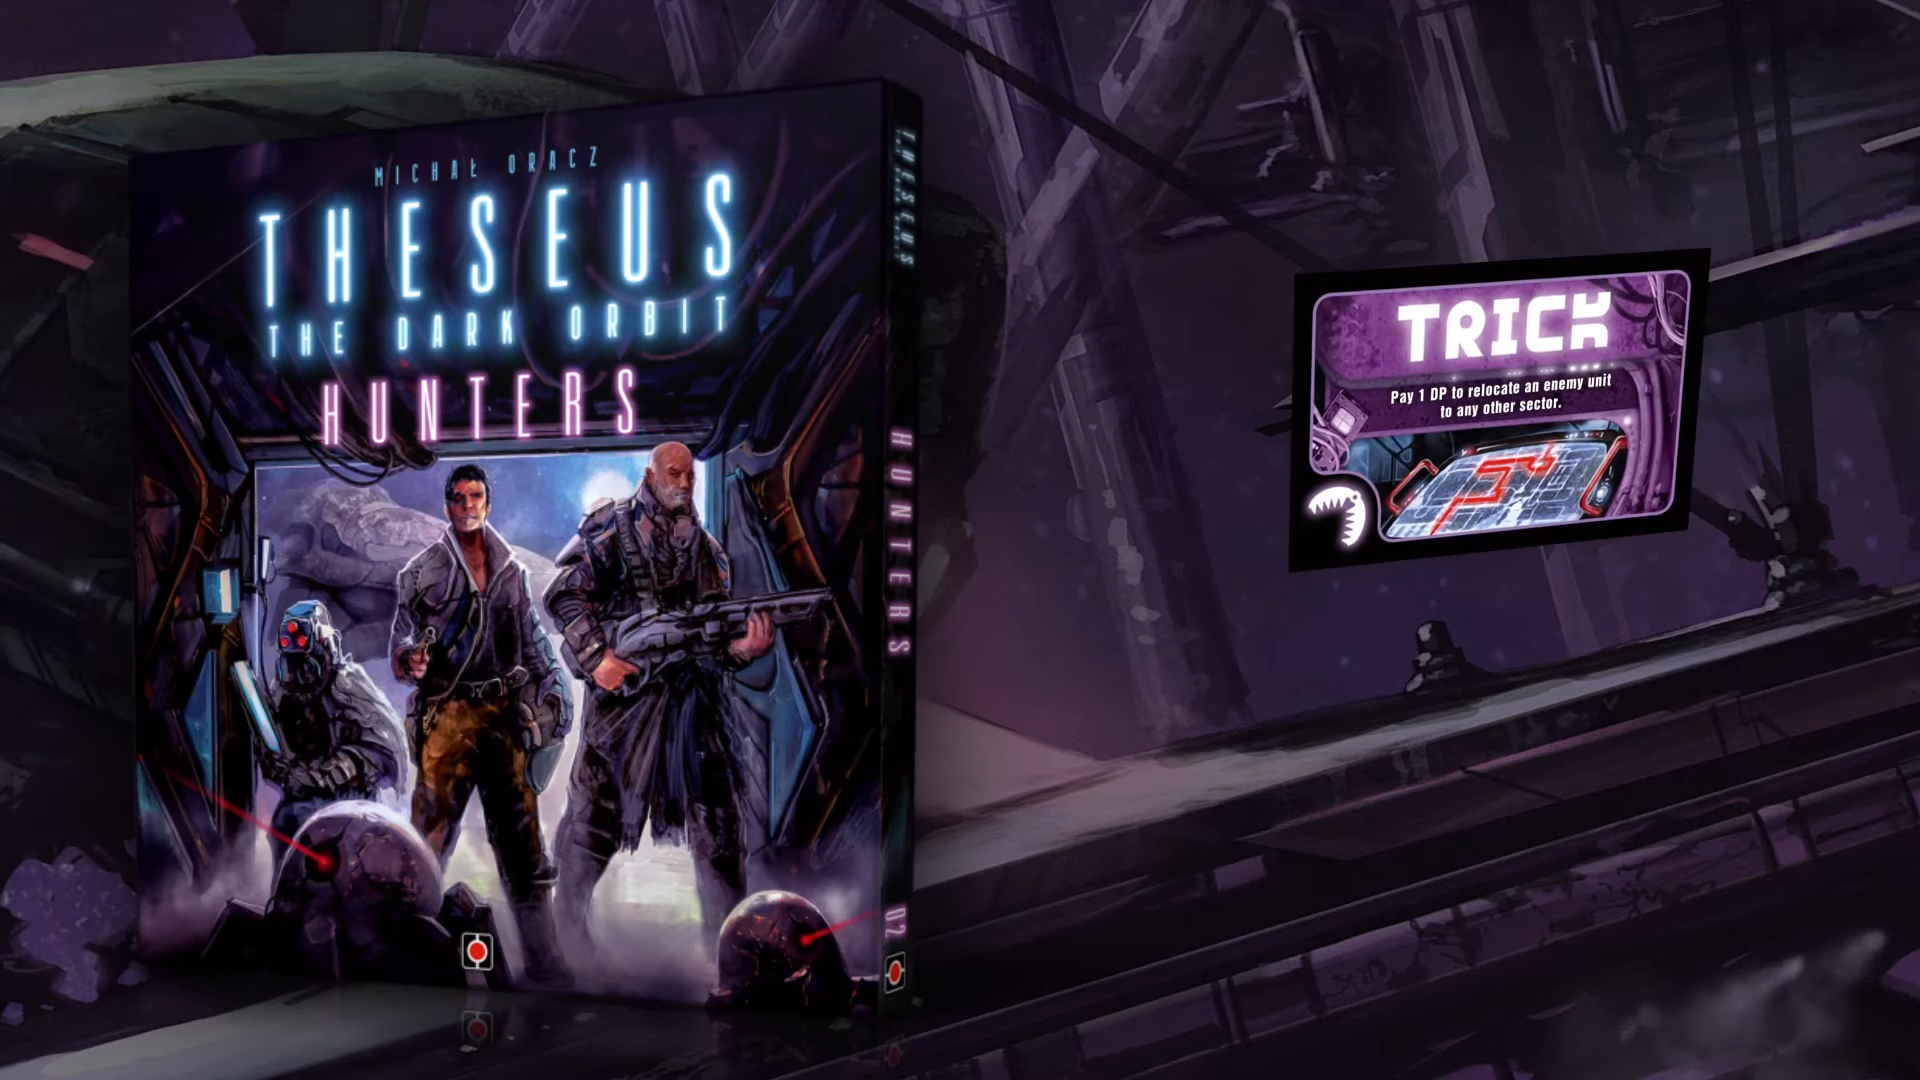 MICHAŁ ORACZ
THESEUS
THE DARK ORBIT
HUNTERS
THESEUS
HUNTERS
02
TRICK
Pay 1 DP to relocate an enemy unit
to any other sector.